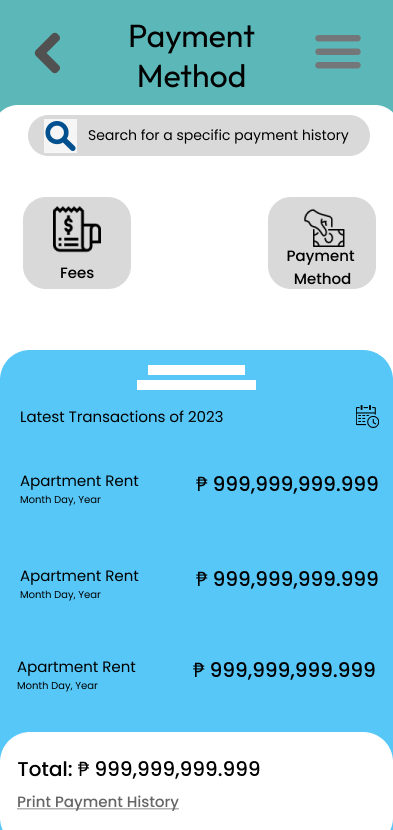 Payment
Method
Search for a specific payment history
$
Fees
Payment
Method
Latest Transactions of 2023
Apartment Rent ₱ 999,999,999.999
Month Day, Year
Apartment Rent ₱ 999,999,999.999
Month Day, Year
Apartment Rent ₱ 999,999,999.999
Month Day, Year
Total: ₱ 999,999,999.999
Print Payment History